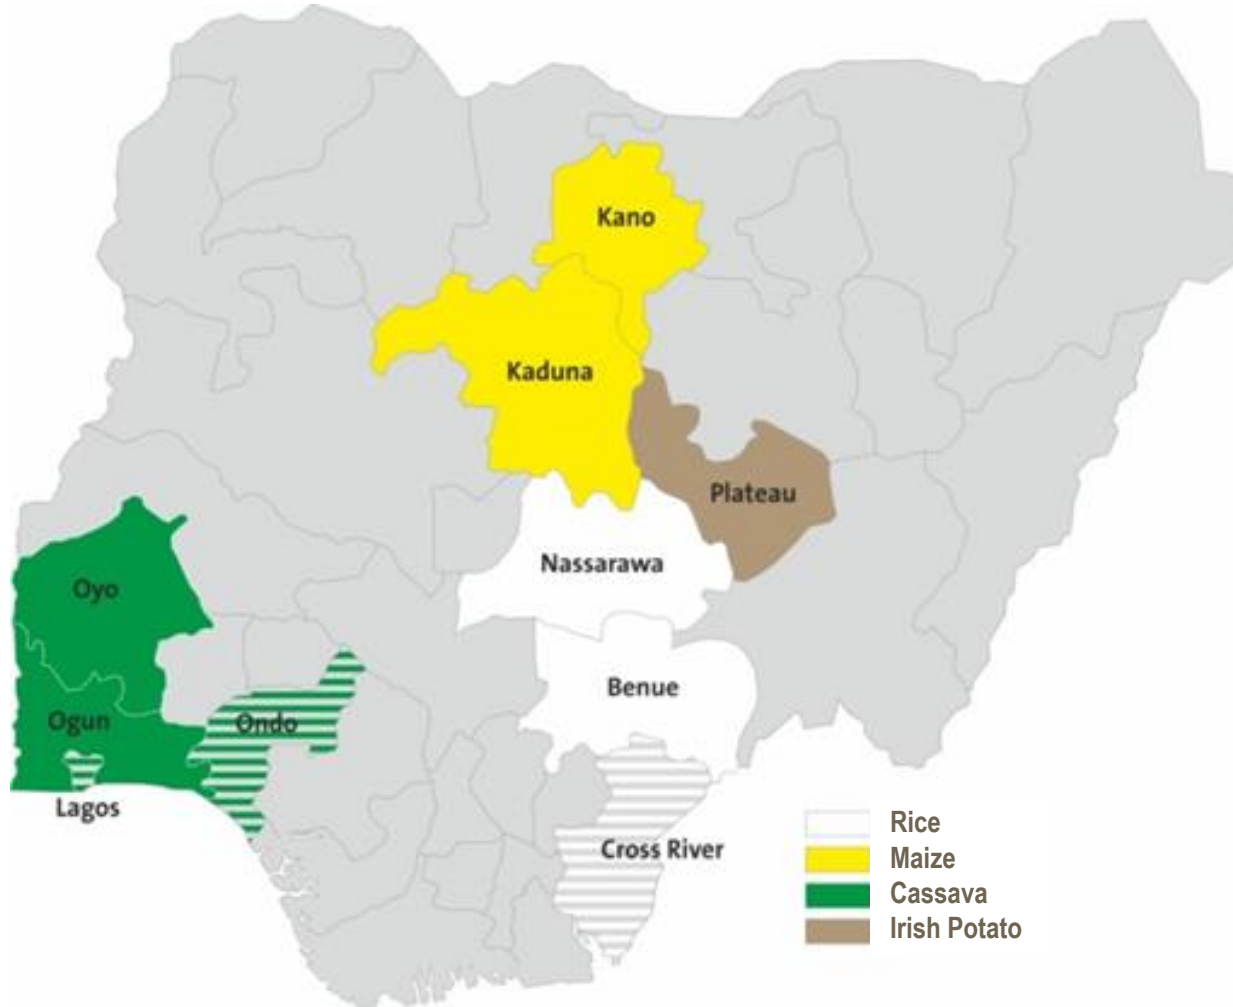 Kano
Kaduna
Plateau
Nassarawa
Oyo
Benue
Ogun
Ondo
Lagos
Cross River
Rice
Maize
Cassava
Irish Potato